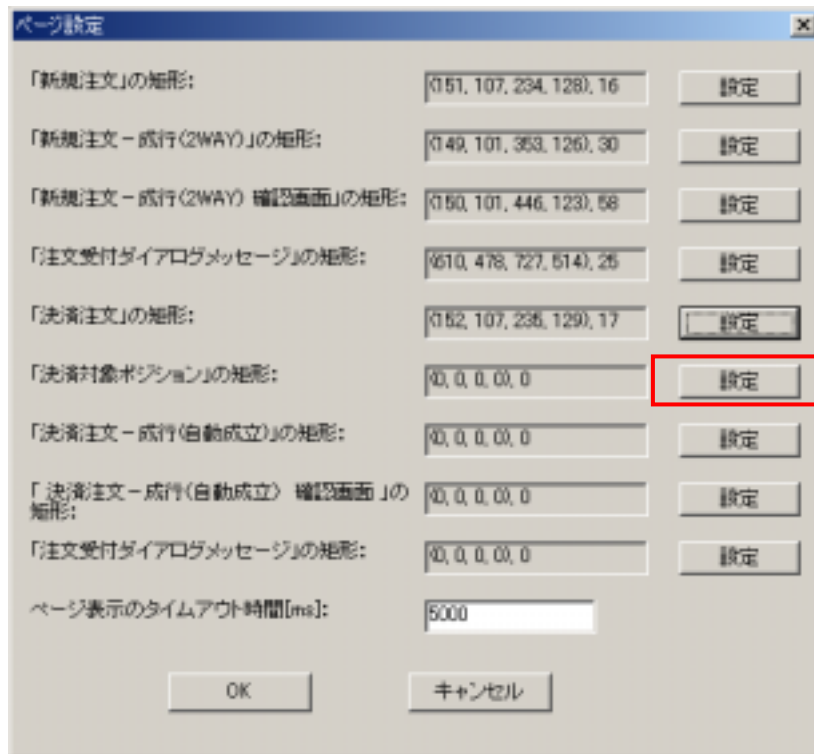 ページ設定
「新規注文」の矩形: (151, 107, 234, 128), 16 設定
「新規注文－成行(2WAY)」の矩形: (149, 101, 353, 126), 30 設定
「新規注文－成行(2WAY) 確認画面」の矩形: (150, 101, 446, 123), 58 設定
「注文受付ダイアログメッセージ」の矩形: (610, 478, 727, 514), 25 設定
「決済注文」の矩形: (152, 107, 235, 129), 17 設定
「決済対象ポジション」の矩形: (0, 0, 0, 0), 0 設定
「決済注文－成行(自動成立)」の矩形: (0, 0, 0, 0), 0 設定
「 決済注文－成行(自動成立) 確認画面 」の
矩形: (0, 0, 0, 0), 0 設定
「注文受付ダイアログメッセージ」の矩形: (0, 0, 0, 0), 0 設定
ページ表示のタイムアウト時間[ms]: 5000
OK キャンセル